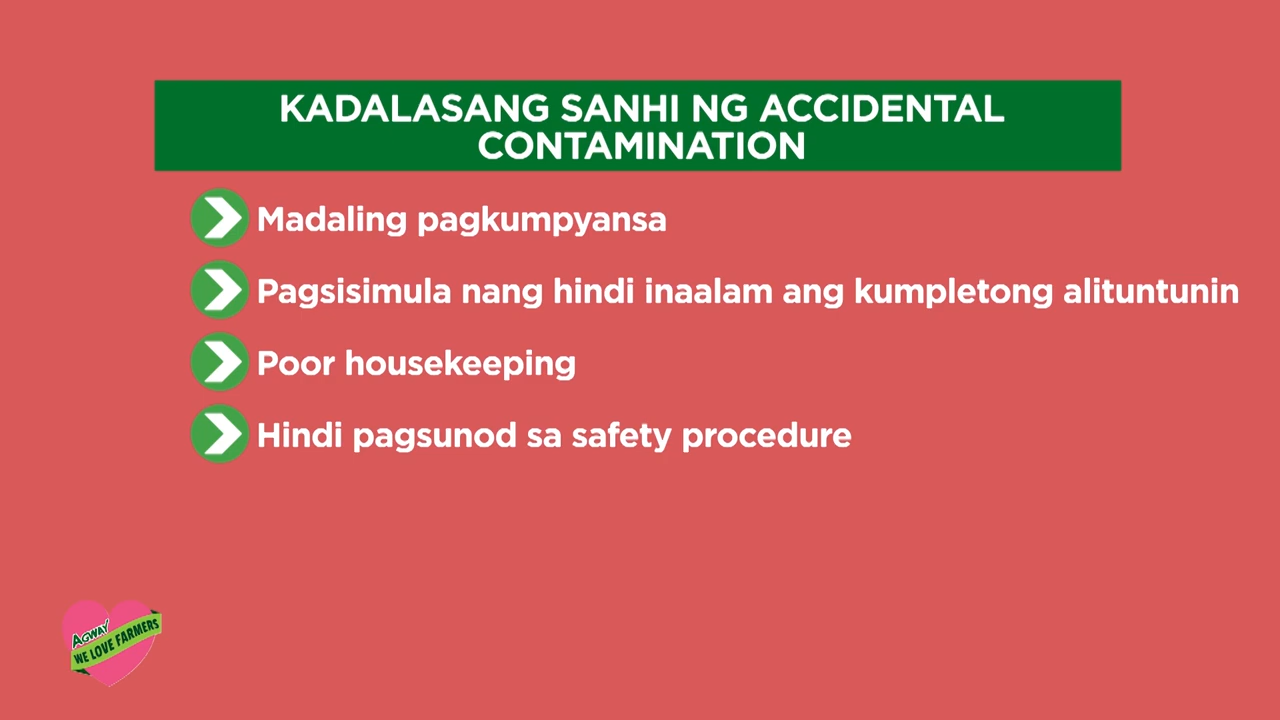 KADALASANG SANHI NG ACCIDENTAL
CONTAMINATION
Madaling pagkumpyansa
Pagsisimula nang hindi inaalam ang kumpletong alituntunin
Poor housekeeping
Hindi pagsunod sa safety procedure
AGWAY
WE LOVE FARMERS